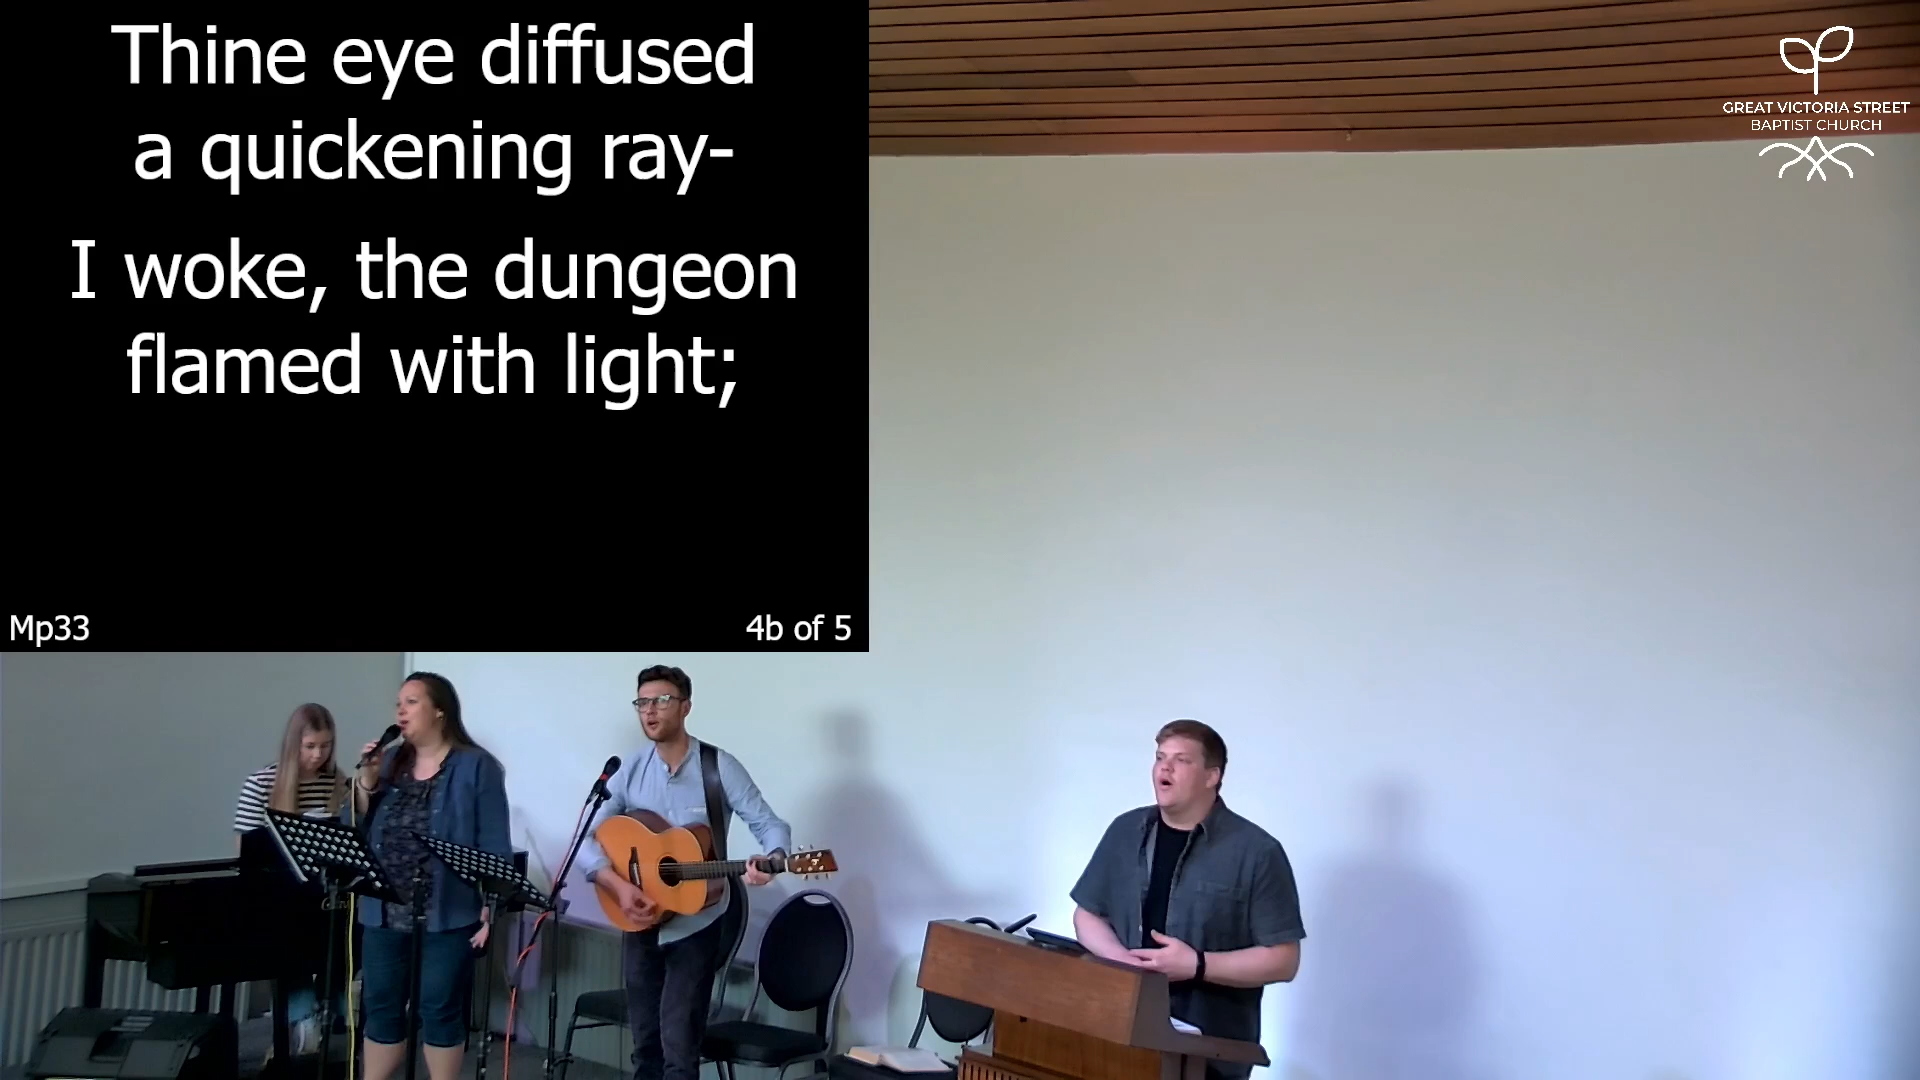 Thine eye diffused
a quickening ray-
I woke, the dungeon
flamed with light;
Mp33
4b of 5
GREAT VICTORIA STREET
BAPTIST CHURCH